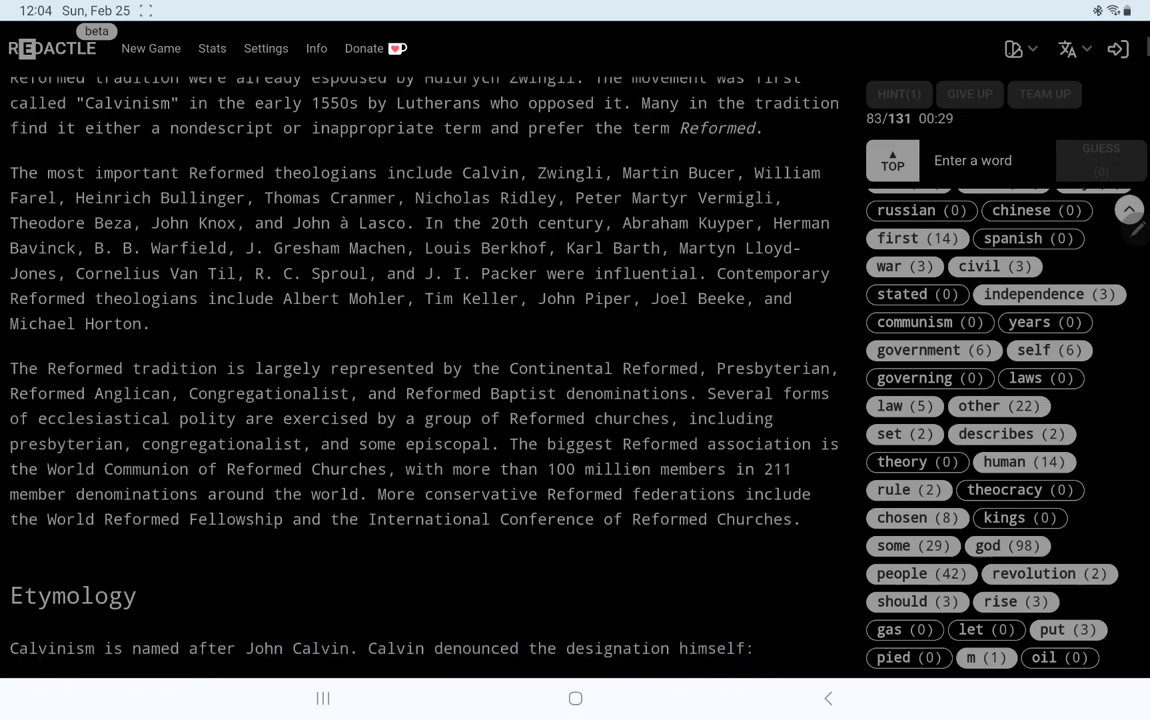 12:04 Sun, Feb 25
beta
REDACTLE New Game Stats Settings Info Donate
Reformed tradition were already espoused by Huldrych Zwingli. The movement was first
called "Calvinism" in the early 1550s by Lutherans who opposed it. Many in the tradition
find it either a nondescript or inappropriate term and prefer the term Reformed.
The most important Reformed theologians include Calvin, Zwingli, Martin Bucer, William
Farel, Heinrich Bullinger, Thomas Cranmer, Nicholas Ridley, Peter Martyr Vermigli,
Theodore Beza, John Knox, and John à Lasco. In the 20th century, Abraham Kuyper, Herman
Bavinck, B. B. Warfield, J. Gresham Machen, Louis Berkhof, Karl Barth, Martyn Lloyd-
Jones, Cornelius Van Til, R. C. Sproul, and J. I. Packer were influential. Contemporary
Reformed theologians include Albert Mohler, Tim Keller, John Piper, Joel Beeke, and
Michael Horton.
The Reformed tradition is largely represented by the Continental Reformed, Presbyterian,
Reformed Anglican, Congregationalist, and Reformed Baptist denominations. Several forms
of ecclesiastical polity are exercised by a group of Reformed churches, including
presbyterian, congregationalist, and some episcopal. The biggest Reformed association is
the World Communion of Reformed Churches, with more than 100 million members in 211
member denominations around the world. More conservative Reformed federations include
the World Reformed Fellowship and the International Conference of Reformed Churches.
Etymology
Calvinism is named after John Calvin. Calvin denounced the designation himself:
HINT(1) GIVE UP TEAM UP
83/131 00:29
TOP Enter a word GUESS
(0)
russian (0) chinese (0)
first (14) spanish (0)
war (3) civil (3)
stated (0) independence (3)
communism (0) years (0)
government (6) self (6)
governing (0) laws (0)
law (5) other (22)
set (2) describes (2)
theory (0) human (14)
rule (2) theocracy (0)
chosen (8) kings (0)
some (29) god (98)
people (42) revolution (2)
should (3) rise (3)
gas (0) let (0) put (3)
pied (0) m (1) oil (0)